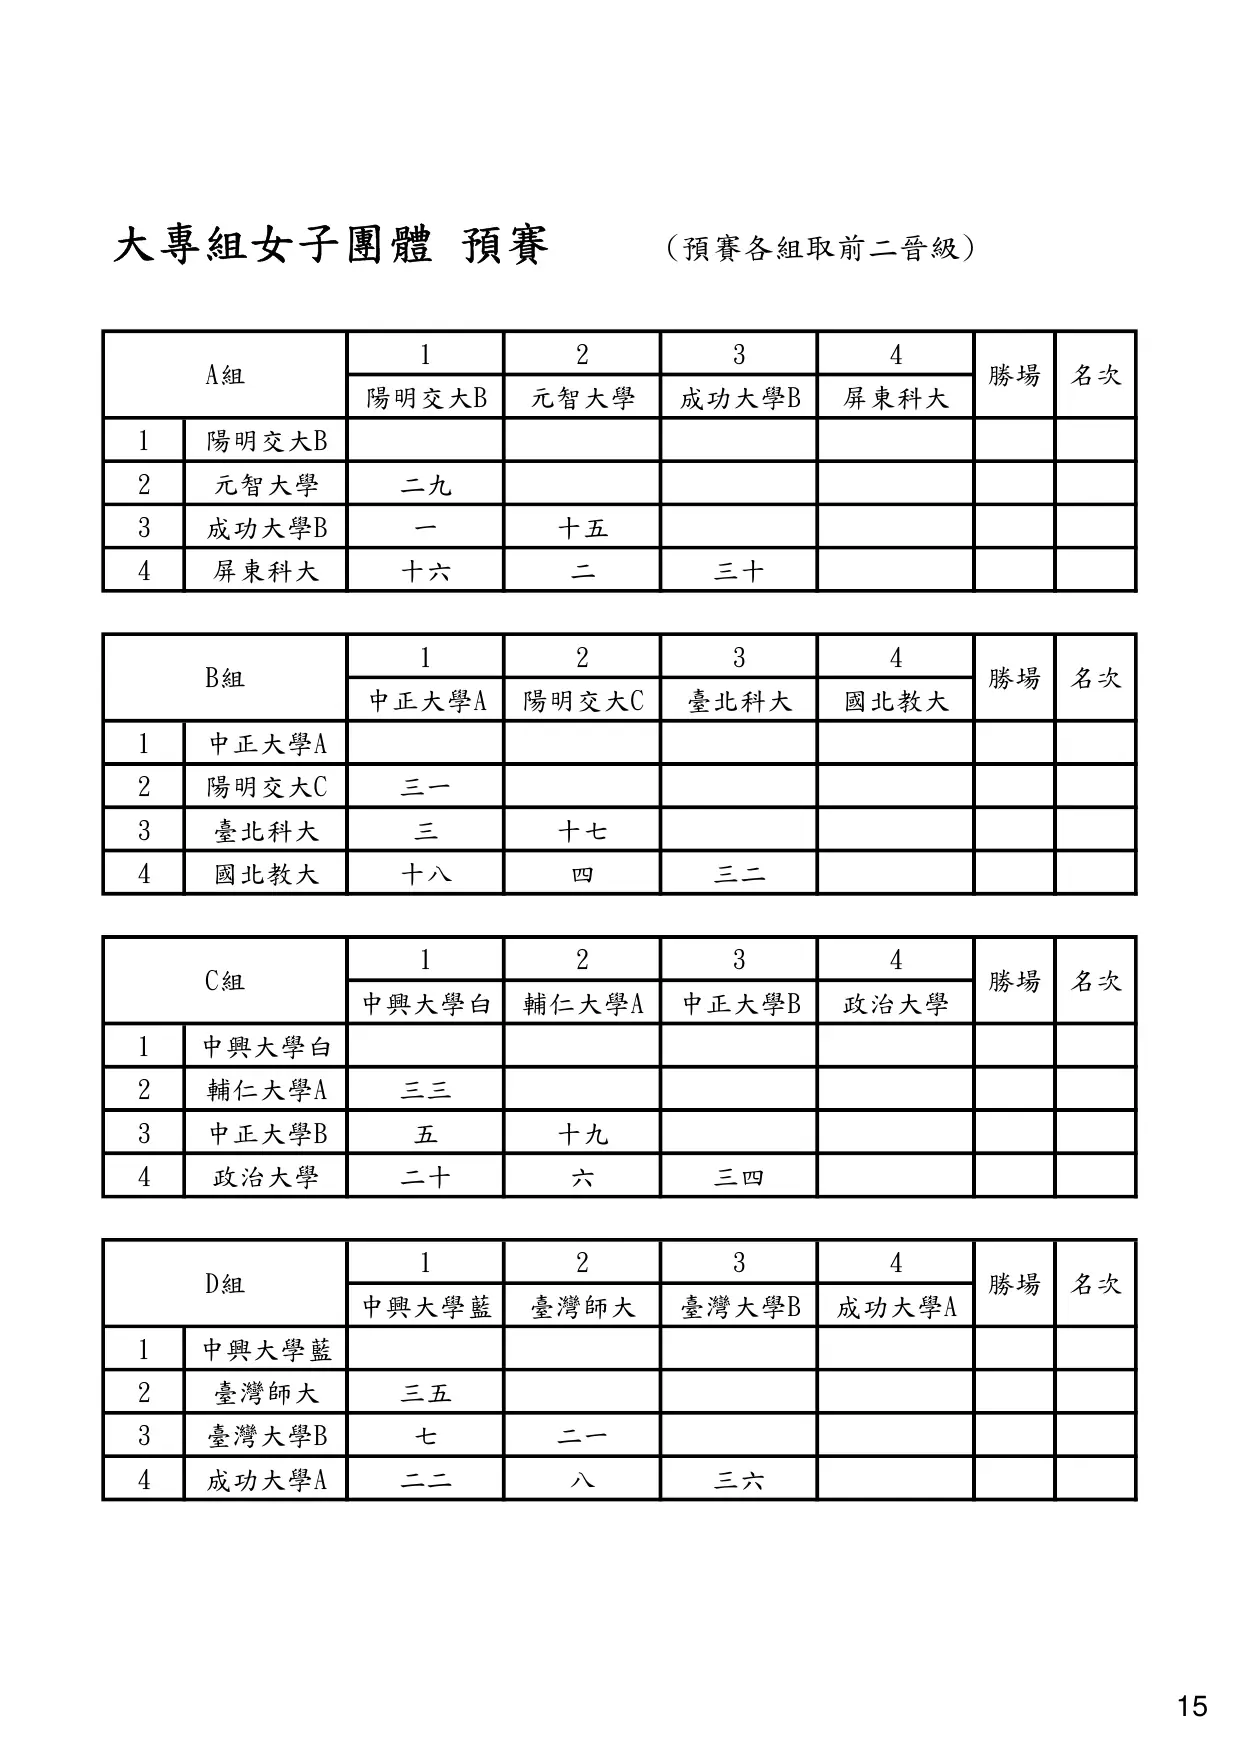 大專組女子團體 預賽 （預賽各組取前二晉級）
A組 1 2 3 4 勝場 名次
陽明交大B 元智大學 成功大學B 屏東科大
1 陽明交大B
2 元智大學 二九
3 成功大學B 一 十五
4 屏東科大 十六 二 三十
B組 1 2 3 4 勝場 名次
中正大學A 陽明交大C 臺北科大 國北教大
1 中正大學A
2 陽明交大C 三一
3 臺北科大 三 十七
4 國北教大 十八 四 三二
C組 1 2 3 4 勝場 名次
中興大學白 輔仁大學A 中正大學B 政治大學
1 中興大學白
2 輔仁大學A 三三
3 中正大學B 五 十九
4 政治大學 二十 六 三四
D組 1 2 3 4 勝場 名次
中興大學藍 臺灣師大 臺灣大學B 成功大學A
1 中興大學藍
2 臺灣師大 三五
3 臺灣大學B 七 二一
4 成功大學A 二二 八 三六
15